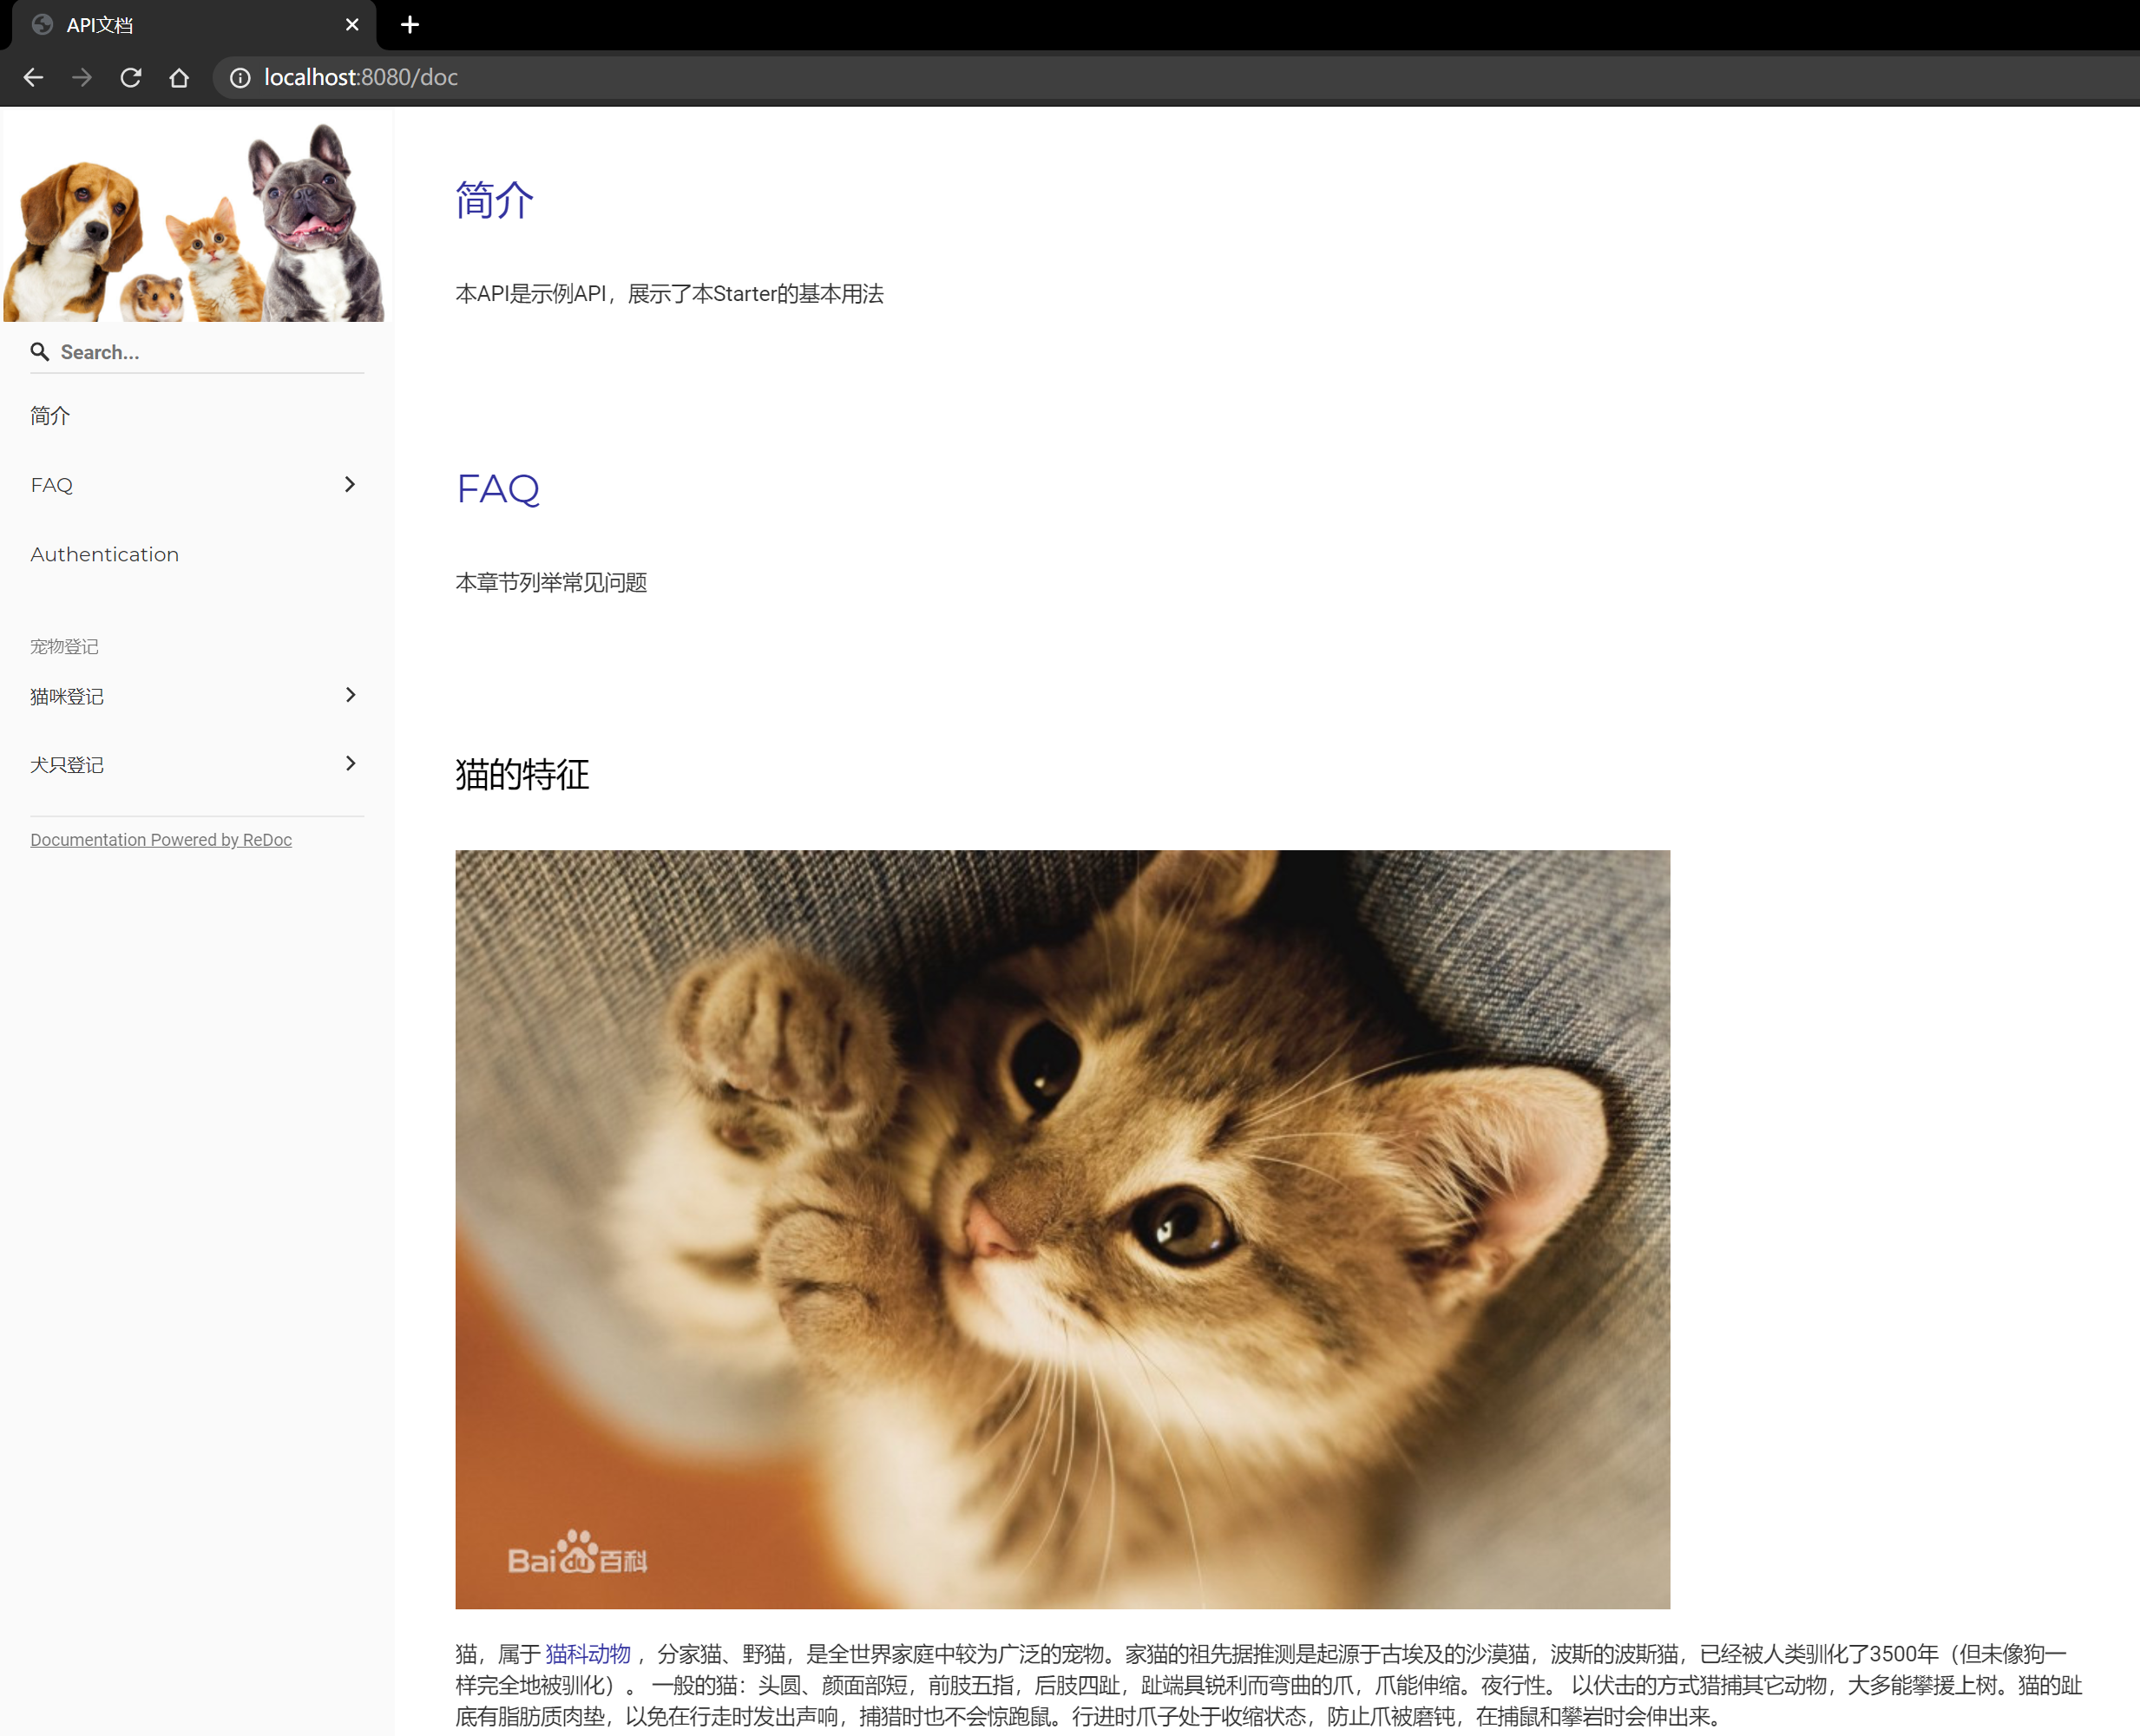 API文档
localhost:8080/doc
Search...
简介
FAQ
Authentication
宠物登记
猫咪登记
犬只登记
Documentation Powered by ReDoc
简介
本API是示例API，展示了本Starter的基本用法
FAQ
本章节列举常见问题
猫的特征
Baidu百科
猫，属于 猫科动物 ，分家猫、野猫，是全世界家庭中较为广泛的宠物。家猫的祖先据推测是起源于古埃及的沙漠猫，波斯的波斯猫，已经被人类驯化了3500年（但未像狗一
样完全地被驯化）。 一般的猫：头圆、颜面部短，前肢五指，后肢四趾，趾端具锐利而弯曲的爪，爪能伸缩。夜行性。 以伏击的方式猎捕其它动物，大多能攀援上树。猫的趾
底有脂肪质肉垫，以免在行走时发出声响，捕猎时也不会惊跑鼠。行进时爪子处于收缩状态，防止爪被磨钝，在捕鼠和攀岩时会伸出来。